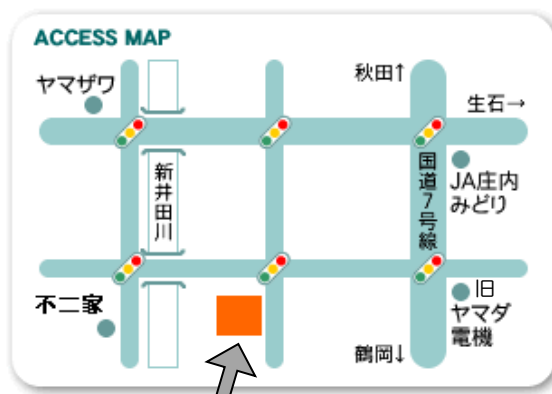 ACCESS MAP
ヤマザワ
秋田↑
生石→
新井田川
国道7号線
JA庄内
みどり
不二家
旧
ヤマダ
電機
鶴岡↓